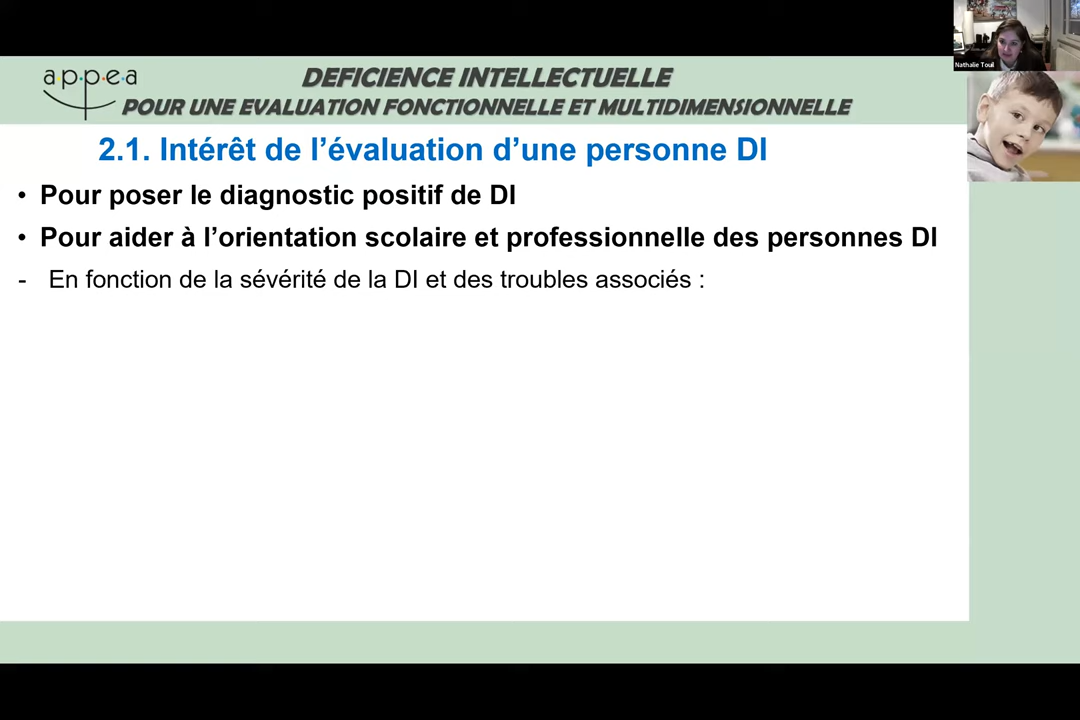 Nathalie Touil
a·p·p·e·a
DEFICIENCE INTELLECTUELLE
POUR UNE EVALUATION FONCTIONNELLE ET MULTIDIMENSIONNELLE
2.1. Intérêt de l’évaluation d’une personne DI
• Pour poser le diagnostic positif de DI
• Pour aider à l’orientation scolaire et professionnelle des personnes DI
- En fonction de la sévérité de la DI et des troubles associés :